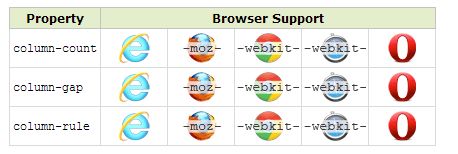 Property Browser Support
column-count -moz- -webkit- -webkit-
column-gap -moz- -webkit- -webkit-
column-rule -moz- -webkit- -webkit-